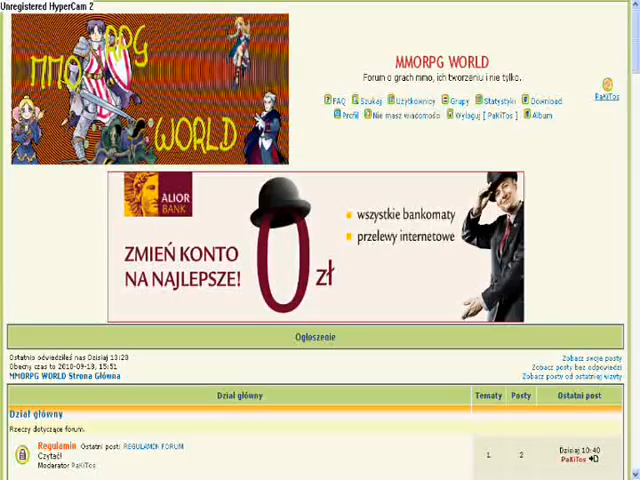 Unregistered HyperCam 2
MMORPG
WORLD
MMORPG WORLD
Forum o grach mmo, ich tworzeniu i nie tylko.
FAQ Szukaj Użytkownicy Grupy Statystyki Download
Profil Nie masz wiadomości Wyloguj [ PaKiTos ] Album
PaKiTos
ALIOR
BANK
ZMIEŃ KONTO
NA NAJLEPSZE!
0 zł
wszystkie bankomaty
przelewy internetowe
Ogłoszenie
Ostatnio odwiedziłeś nas Dzisiaj 13:23
Obecny czas to 2010-09-13, 15:51
MMORPG WORLD Strona Główna
Zobacz swoje posty
Zobacz posty bez odpowiedzi
Zobacz posty od ostatniej wizyty
Dział główny Tematy Posty Ostatni post
Dział główny
Rzeczy dotyczące forum.
Regulamin Ostatni post: REGULAMIN FORUM
Czytać!
Moderator PaKiTos
1 2
Dzisiaj 10:40
PaKiTos